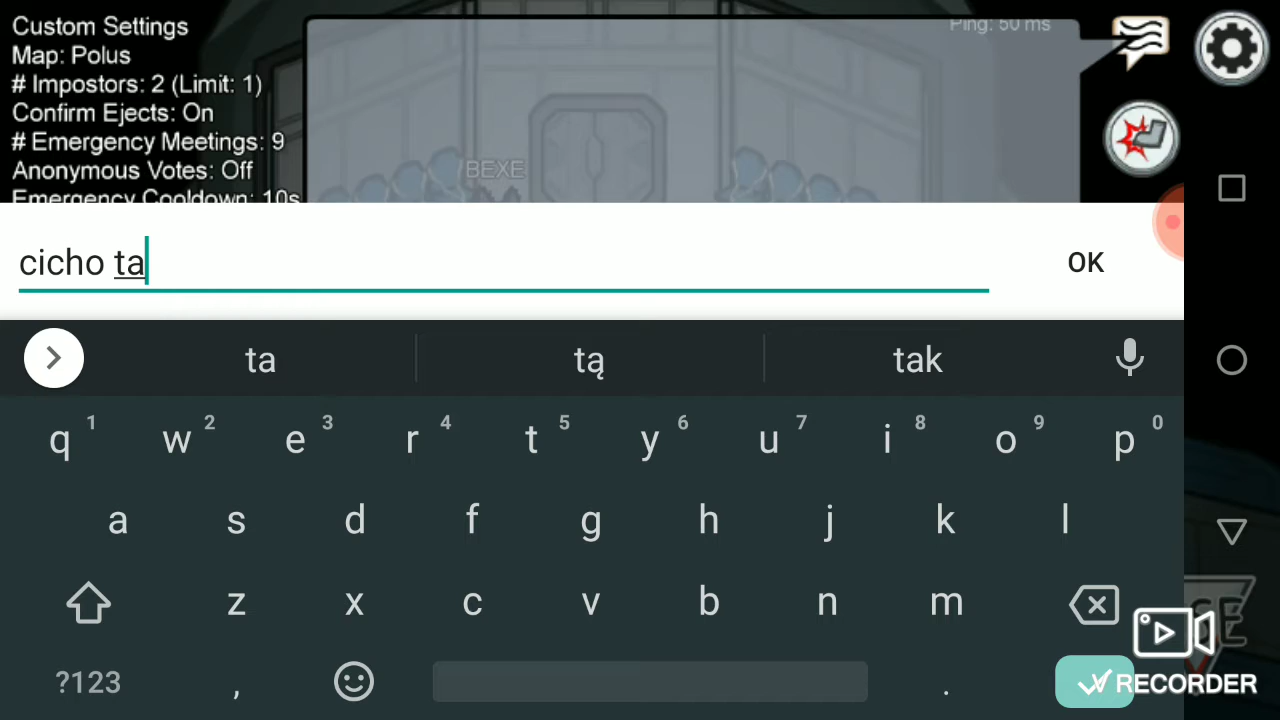 Custom Settings
Map: Polus
# Impostors: 2 (Limit: 1)
Confirm Ejects: On
# Emergency Meetings: 9
Anonymous Votes: Off
Emergency Cooldown: 10s
Ping: 50 ms
BEXE
cicho ta
OK
ta tą tak
q 1 w 2 e 3 r 4 t 5 y 6 u 7 i 8 o 9 p 0
a s d f g h j k l
z x c v b n m
?123 , .
VRECORDER